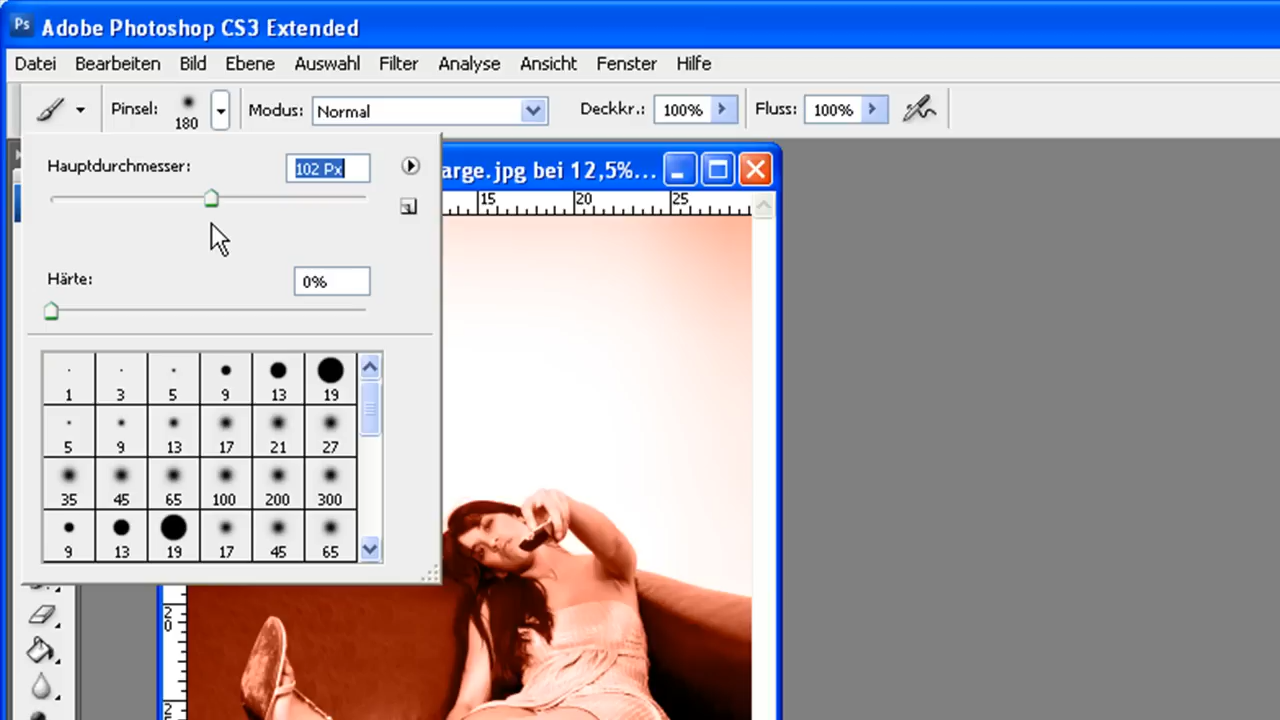 Ps Adobe Photoshop CS3 Extended
Datei Bearbeiten Bild Ebene Auswahl Filter Analyse Ansicht Fenster Hilfe
Pinsel: 180 Modus: Normal Deckkr.: 100% Fluss: 100%
Hauptdurchmesser: 102 Px
arge.jpg bei 12,5%...
15 20 25
Härte: 0%
1 3 5 9 13 19
5 9 13 17 21 27
35 45 65 100 200 300
9 13 19 17 45 65
20